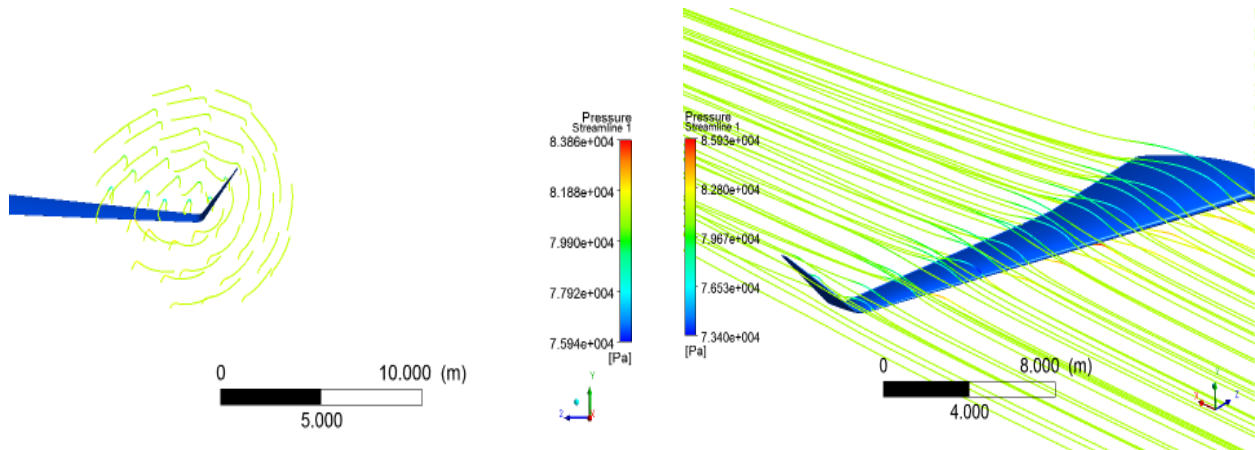 Pressure
Streamline 1
8.386e+004
8.188e+004
7.990e+004
7.792e+004
7.594e+004
[Pa]
0 10.000 (m)
5.000
Y
Z
X
Pressure
Streamline 1
8.593e+004
8.280e+004
7.967e+004
7.653e+004
7.340e+004
[Pa]
0 8.000 (m)
4.000
Y
X
Z